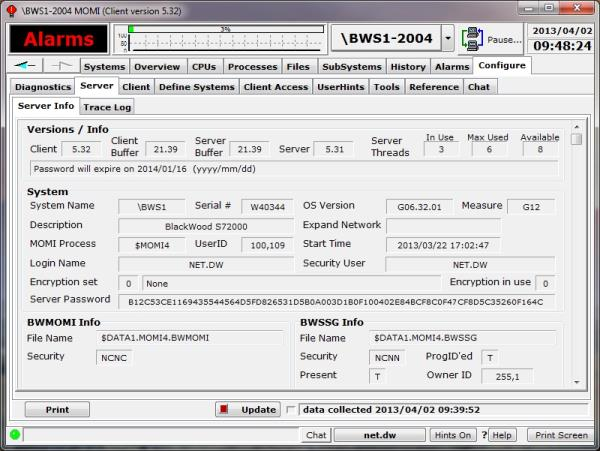 \BWS1-2004 MOMI (Client version 5.32)
Alarms
100
50
0
3%
\BWS1-2004
Pause...
2013/04/02
09:48:24
Systems Overview CPUs Processes Files SubSystems History Alarms Configure
Diagnostics Server Client Define Systems Client Access UserHints Tools Reference Chat
Server Info Trace Log
Versions / Info
Client 5.32 Client Buffer 21.39 Server Buffer 21.39 Server 5.31 Server Threads In Use 3 Max Used 6 Available 8
Password will expire on 2014/01/16 (yyyy/mm/dd)
System
System Name \BWS1 Serial # W40344 OS Version G06.32.01 Measure G12
Description BlackWood S72000 Expand Network
MOMI Process $MOMI4 UserID 100,109 Start Time 2013/03/22 17:02:47
Login Name NET.DW Security User NET.DW
Encryption set 0 None Encryption in use 0
Server Password B12C53CE1169435544564D5FD826531D5B0A003D1B0F100402E84BCF8C0F47CF8D5C35260F164C
BWMOMI Info BWSSG Info
File Name $DATA1.MOMI4.BWMOMI File Name $DATA1.MOMI4.BWSSG
Security NCNC Security NCNN ProgID'ed T
Present T Owner ID 255,1
Print Update data collected 2013/04/02 09:39:52
Chat net.dw Hints On ? Help Print Screen